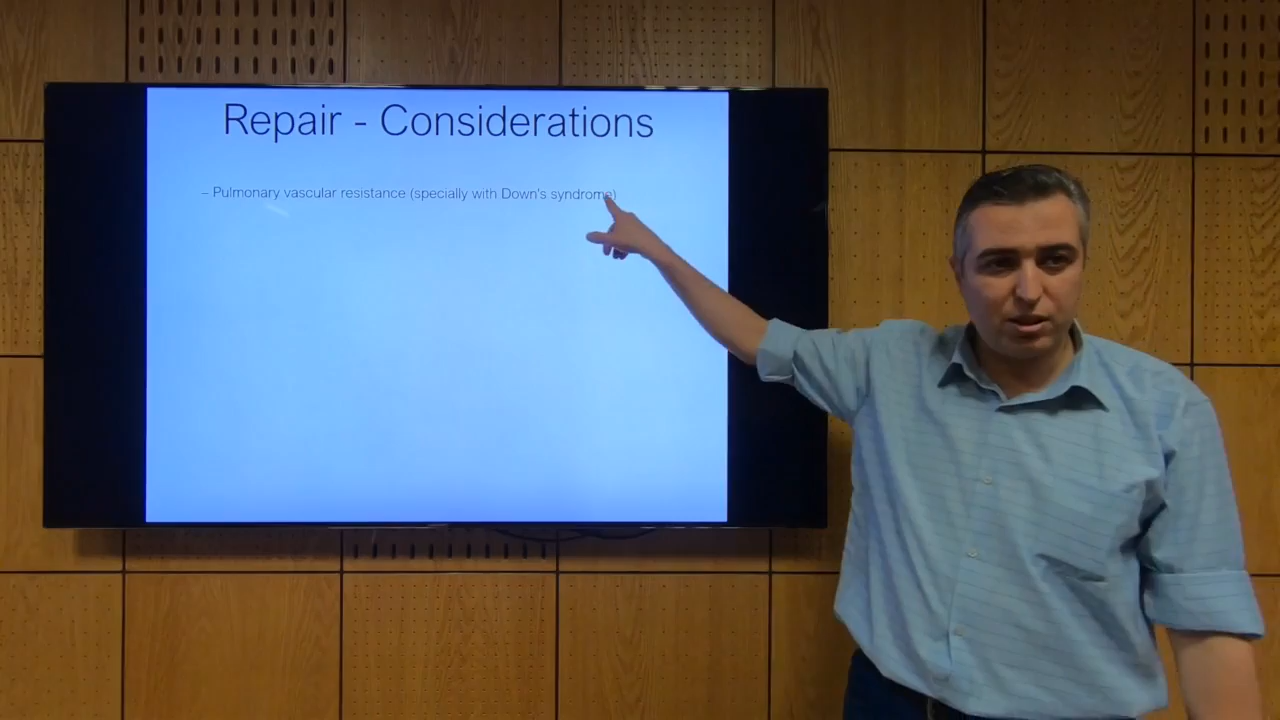 Repair - Considerations
– Pulmonary vascular resistance (specially with Down's syndrome)